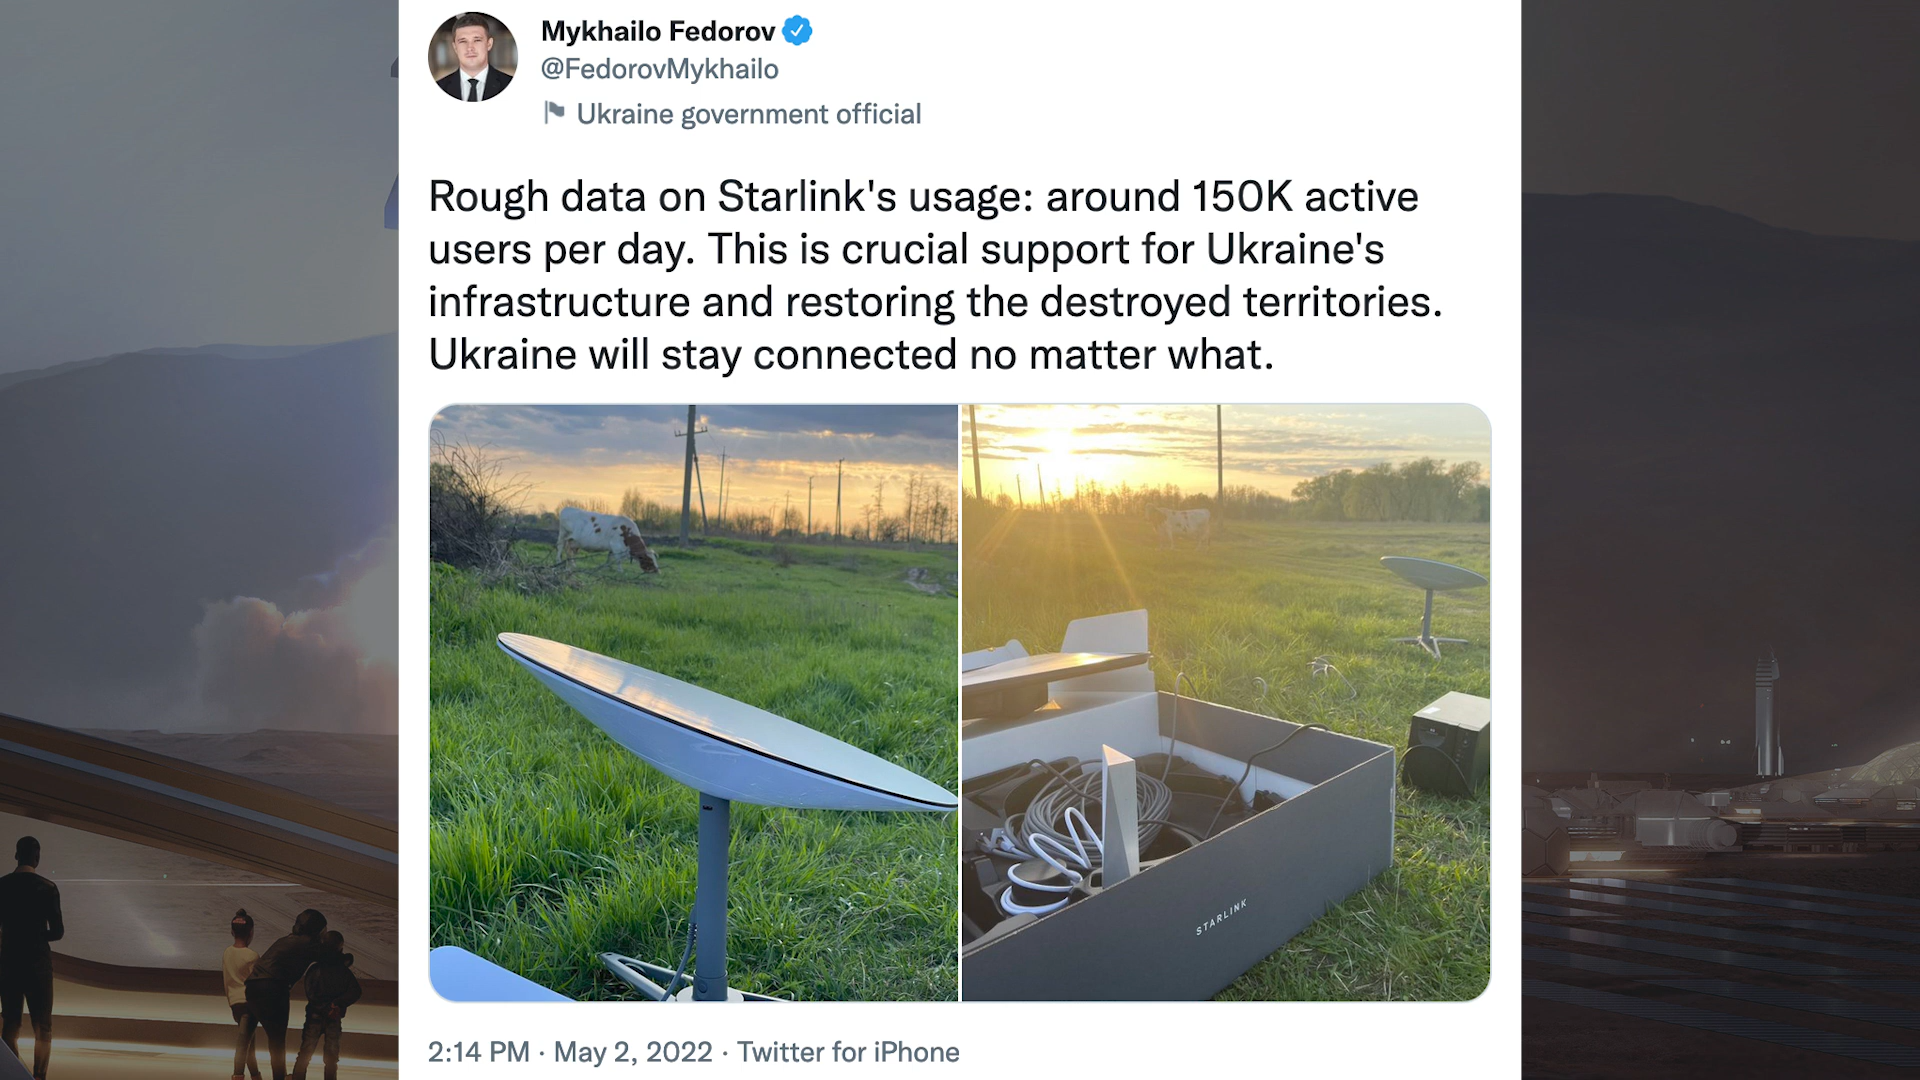 Mykhailo Fedorov
@FedorovMykhailo
Ukraine government official
Rough data on Starlink's usage: around 150K active
users per day. This is crucial support for Ukraine's
infrastructure and restoring the destroyed territories.
Ukraine will stay connected no matter what.
STARLINK
2:14 PM · May 2, 2022 · Twitter for iPhone